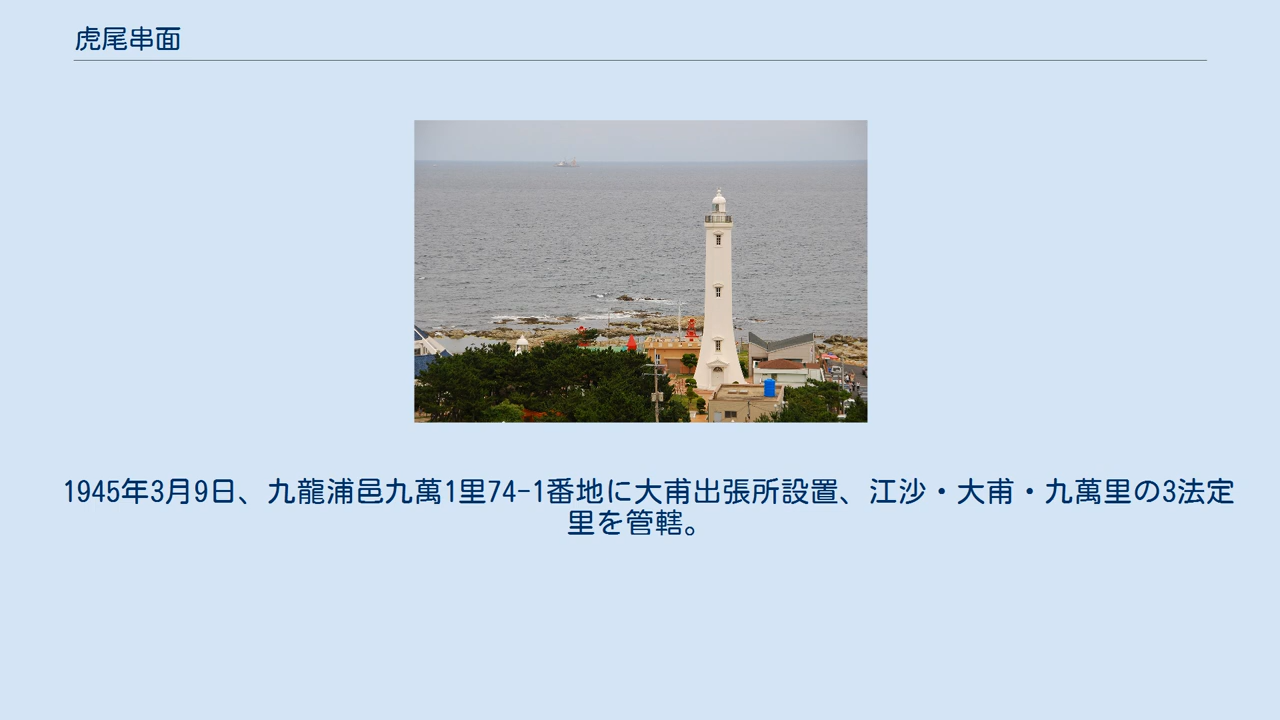 虎尾串面
1945年3月9日、九龍浦邑九萬1里74-1番地に大甫出張所設置、江沙・大甫・九萬里の3法定
里を管轄。